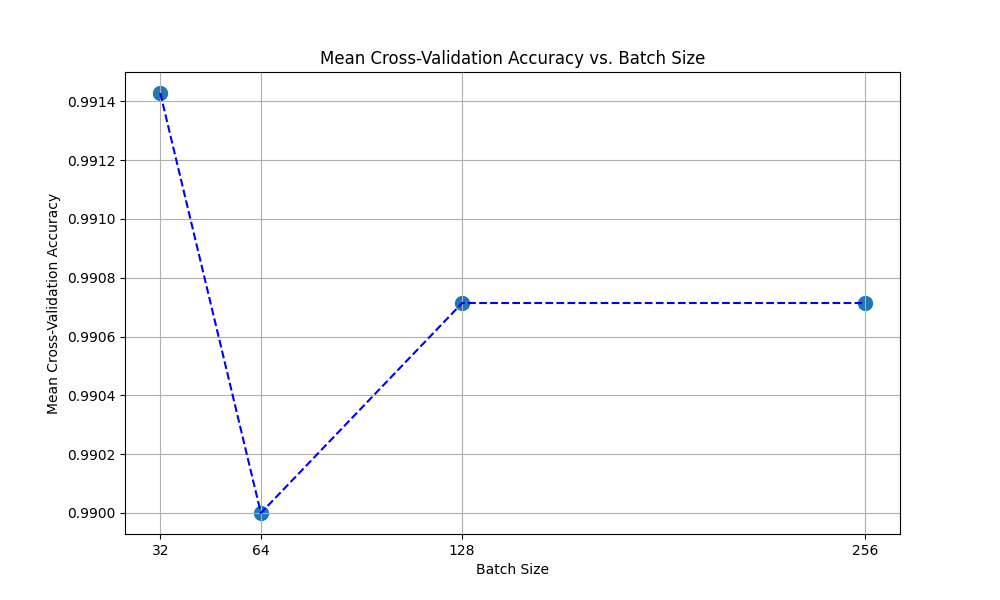 Mean Cross-Validation Accuracy vs. Batch Size
0.9914
0.9912
0.9910
0.9908
0.9906
0.9904
0.9902
0.9900
Mean Cross-Validation Accuracy
32 64 128 256
Batch Size